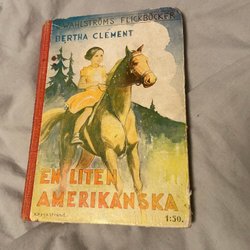 WAHLSTRÖMS FLICKBÖCKER
BERTHA CLÉMENT
EN LITEN
AMERIKANSKA
1:50.